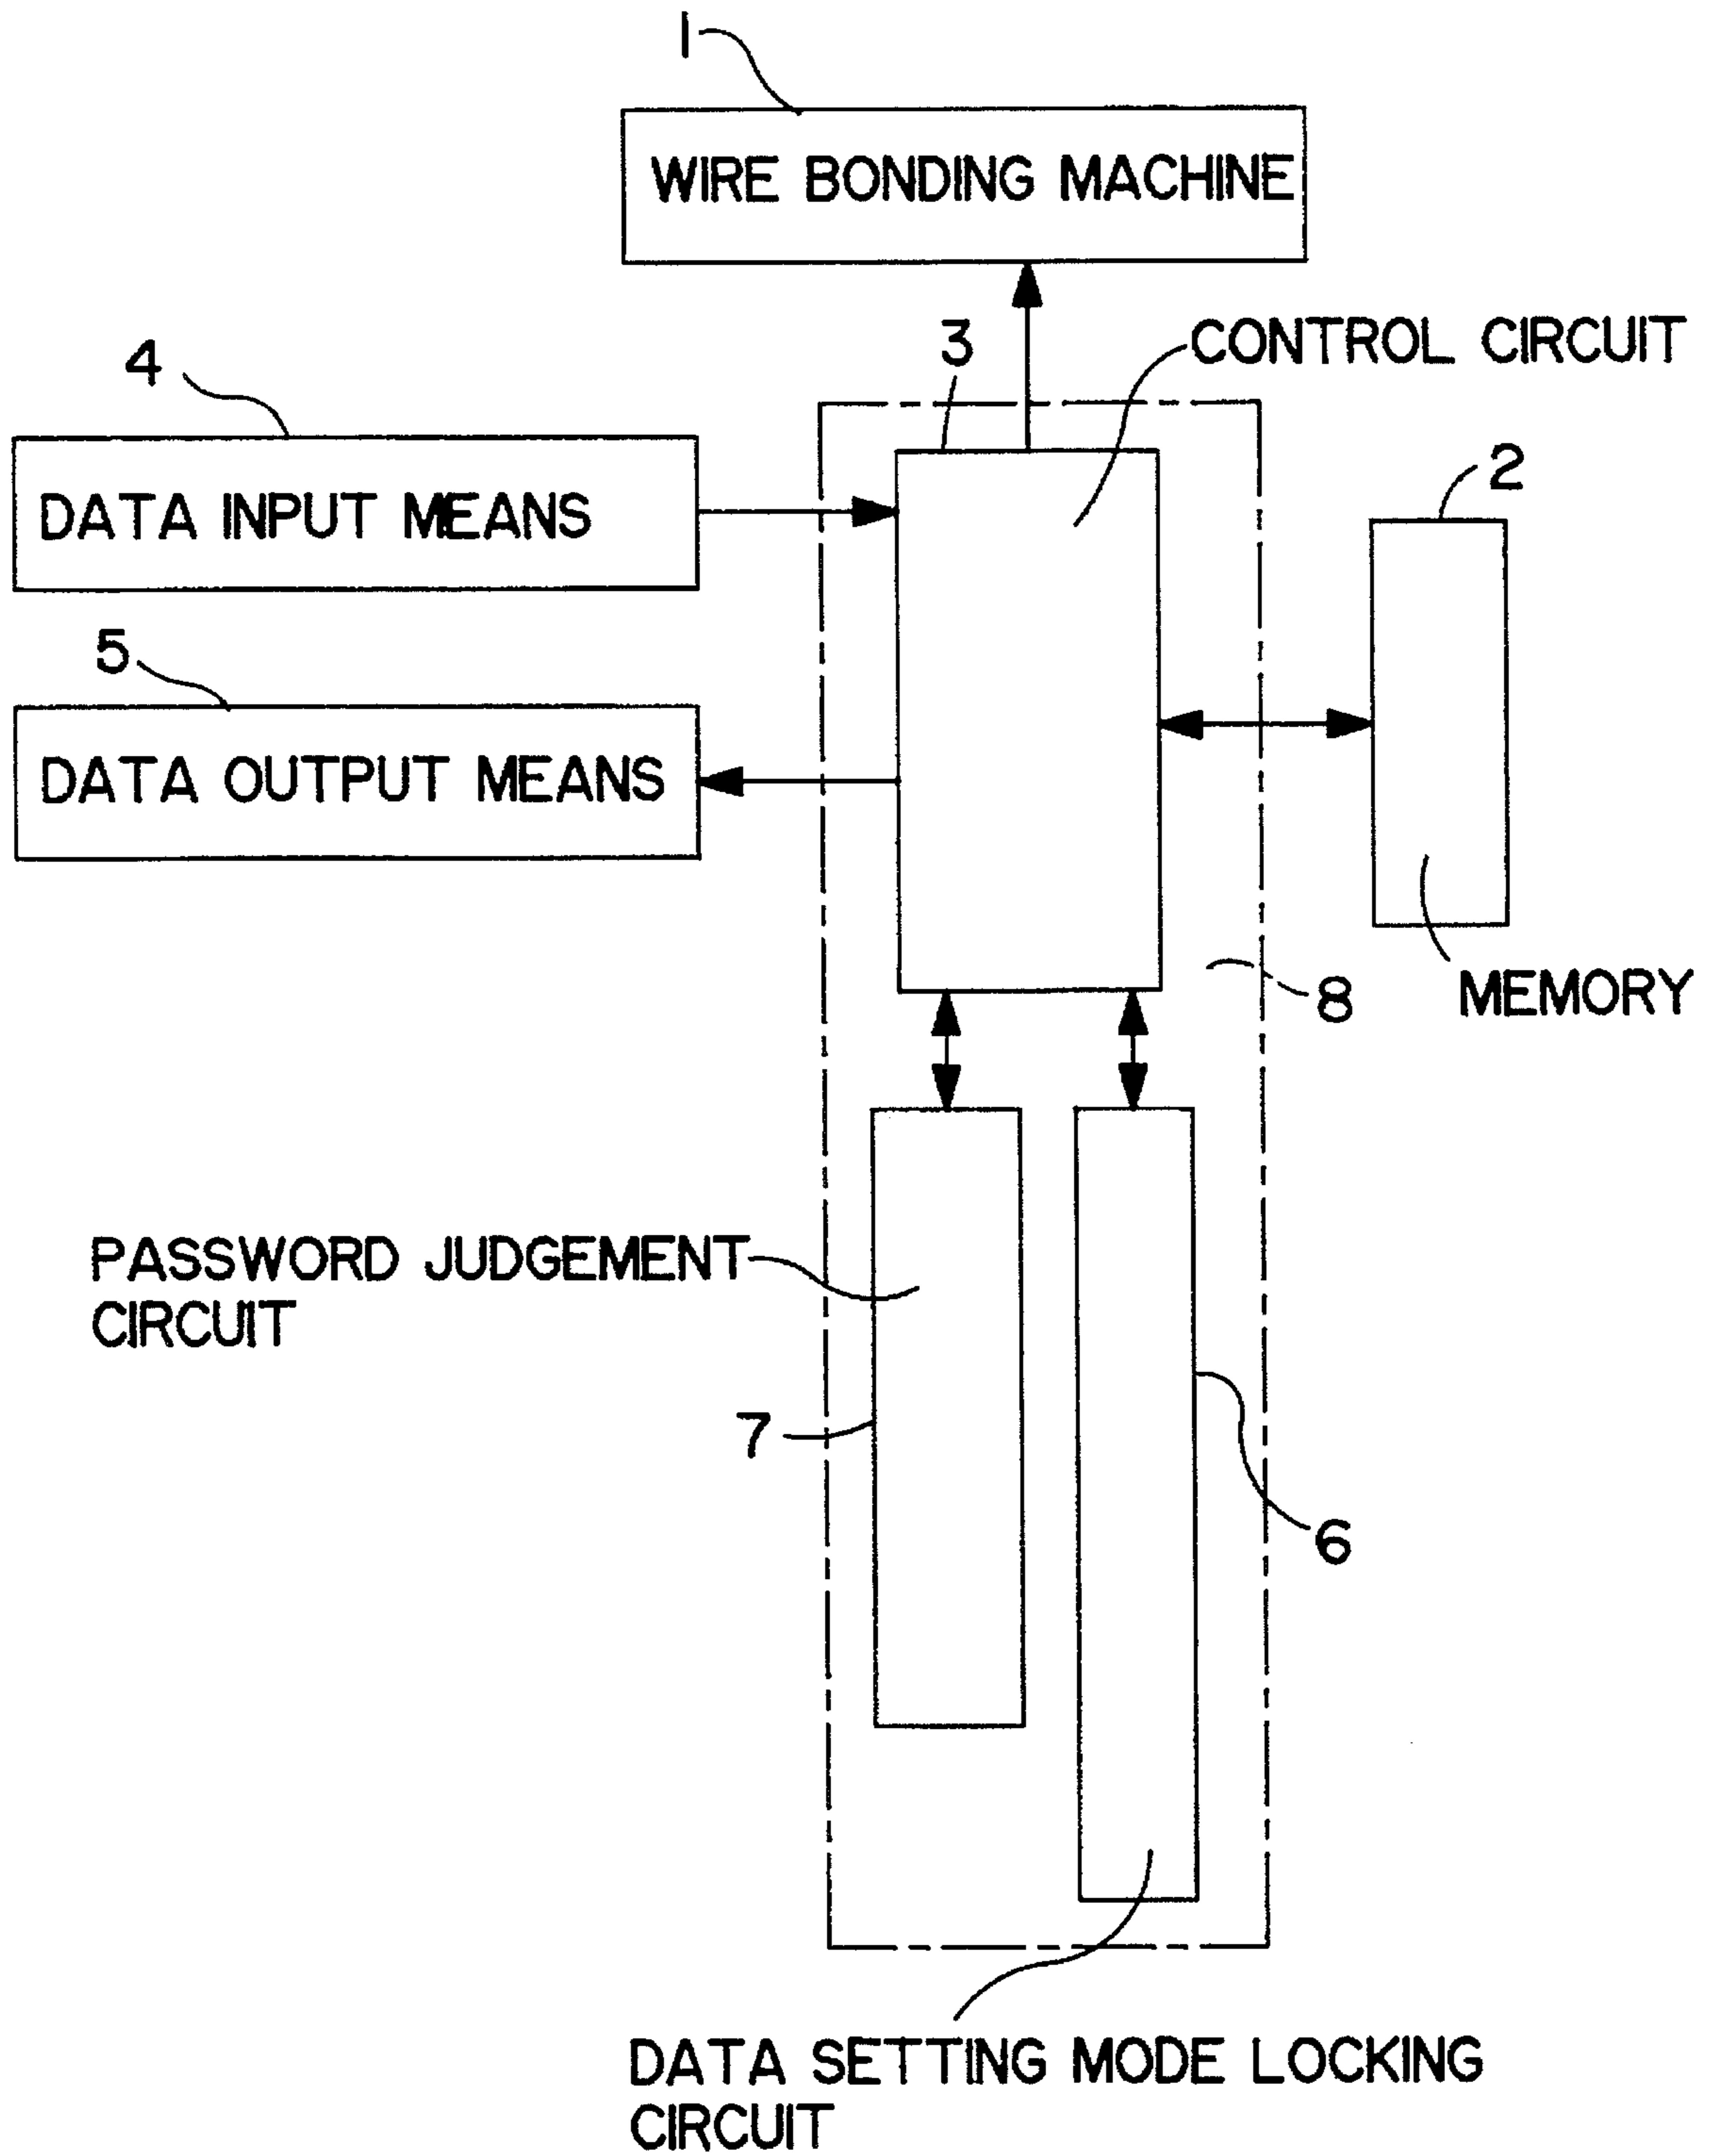 1
WIRE BONDING MACHINE
3
CONTROL CIRCUIT
4
DATA INPUT MEANS
2
5
DATA OUTPUT MEANS
8
MEMORY
PASSWORD JUDGEMENT
CIRCUIT
7
6
DATA SETTING MODE LOCKING
CIRCUIT